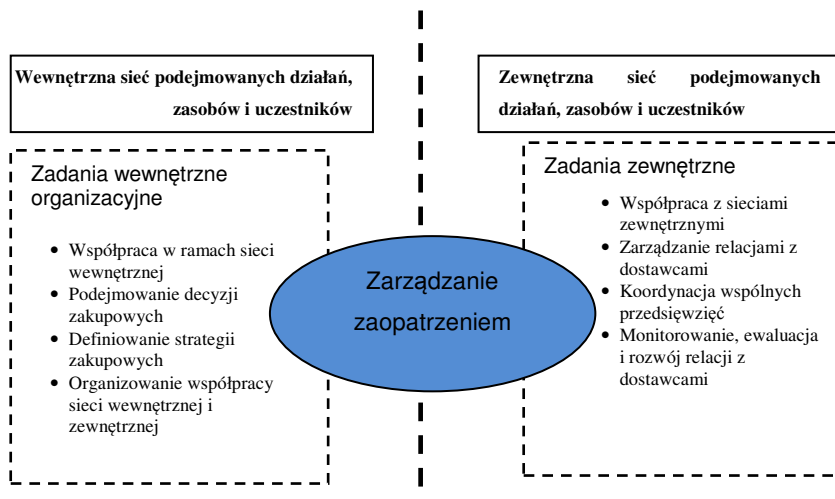 Wewnętrzna sieć podejmowanych działań,
zasobów i uczestników
Zewnętrzna sieć podejmowanych
działań, zasobów i uczestników
Zadania wewnętrzne
organizacyjne
• Współpraca w ramach sieci
wewnętrznej
• Podejmowanie decyzji
zakupowych
• Definiowanie strategii
zakupowych
• Organizowanie współpracy
sieci wewnętrznej i
zewnętrznej
Zarządzanie
zaopatrzeniem
Zadania zewnętrzne
• Współpraca z sieciami
zewnętrznymi
• Zarządzanie relacjami z
dostawcami
• Koordynacja wspólnych
przedsięwzięć
• Monitorowanie, ewaluacja
i rozwój relacji z
dostawcami